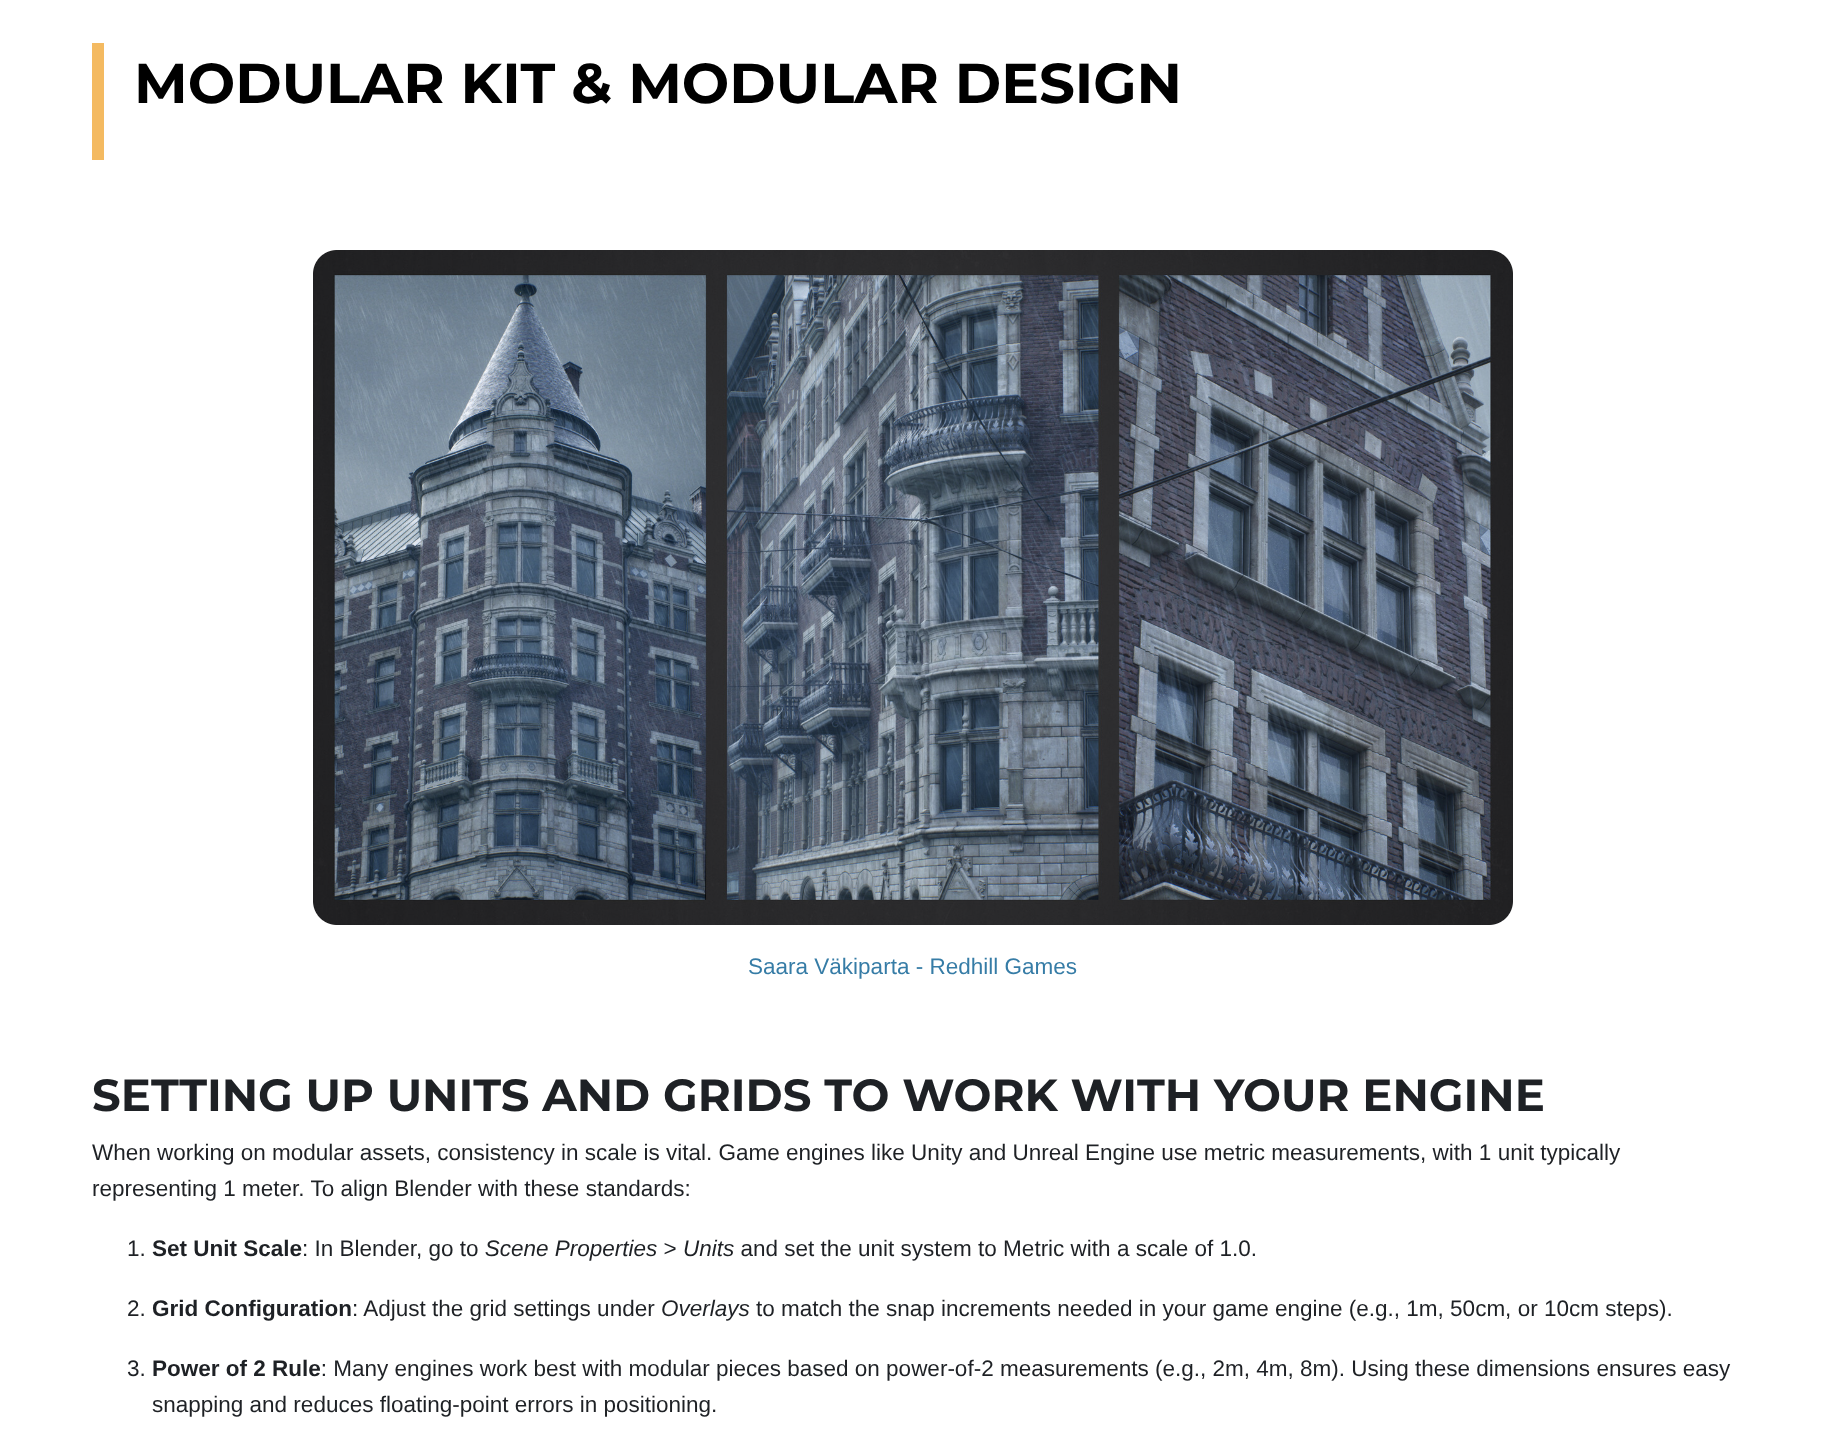 MODULAR KIT & MODULAR DESIGN
Saara Väkiparta - Redhill Games
SETTING UP UNITS AND GRIDS TO WORK WITH YOUR ENGINE
When working on modular assets, consistency in scale is vital. Game engines like Unity and Unreal Engine use metric measurements, with 1 unit typically
representing 1 meter. To align Blender with these standards:
1. Set Unit Scale: In Blender, go to Scene Properties > Units and set the unit system to Metric with a scale of 1.0.
2. Grid Configuration: Adjust the grid settings under Overlays to match the snap increments needed in your game engine (e.g., 1m, 50cm, or 10cm steps).
3. Power of 2 Rule: Many engines work best with modular pieces based on power-of-2 measurements (e.g., 2m, 4m, 8m). Using these dimensions ensures easy
snapping and reduces floating-point errors in positioning.